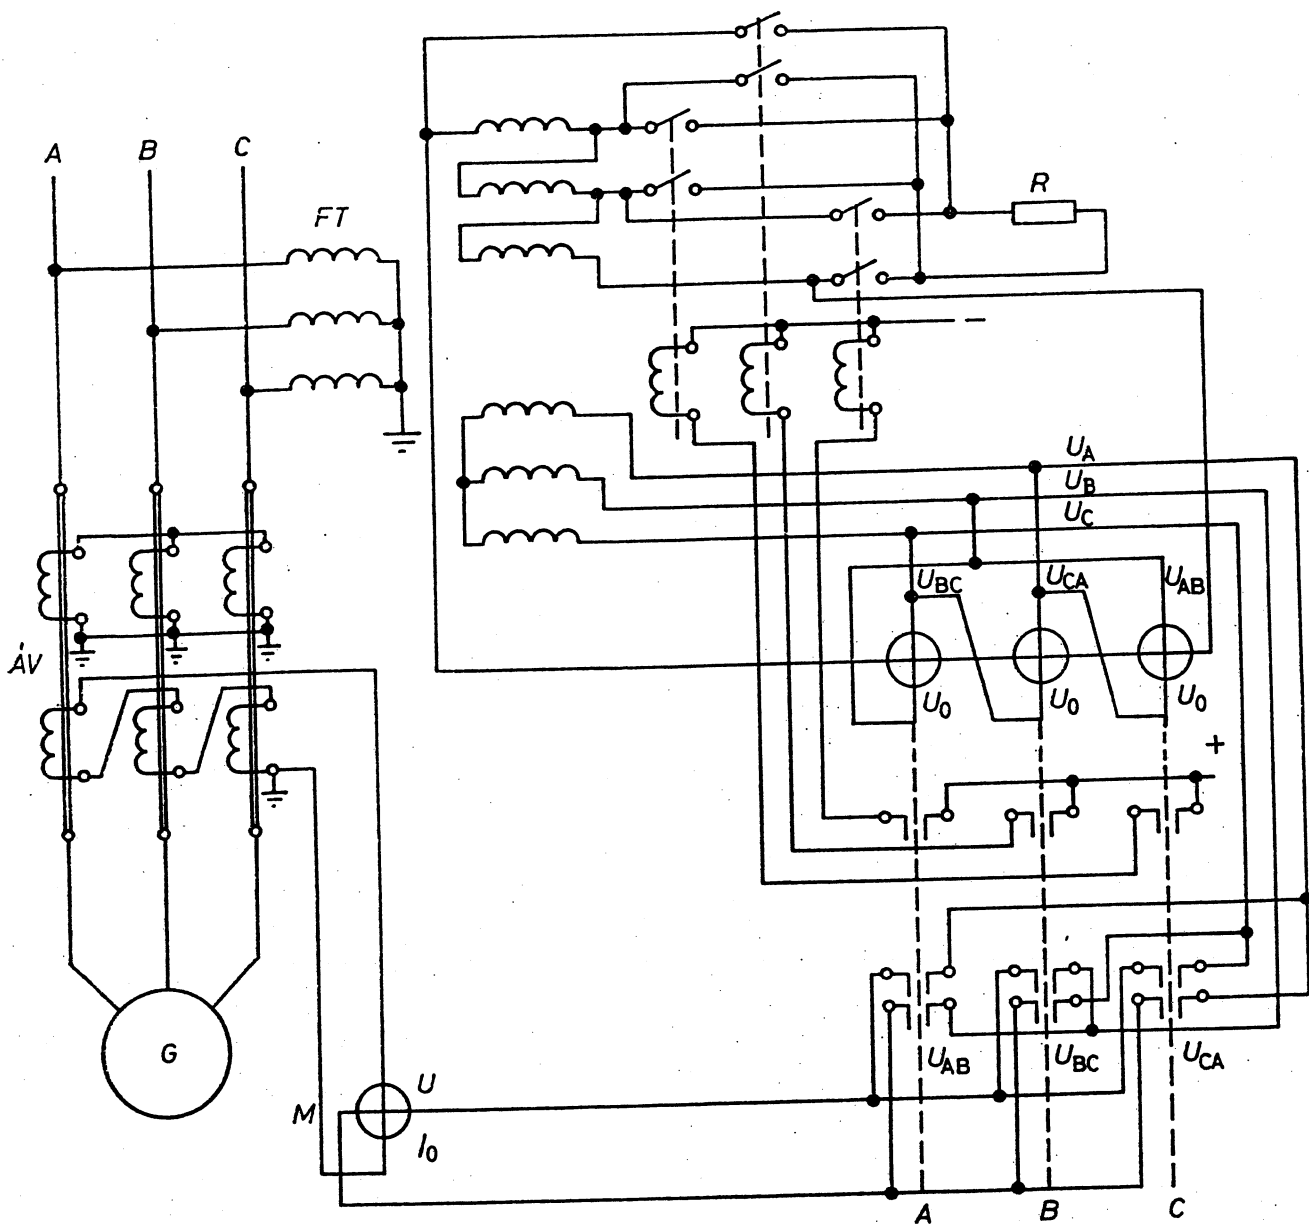 A B C
FT
R
−
U_A
U_B
U_C
U_BC U_CA U_AB
ÁV
U_0 U_0 U_0
+
G
U_AB U_BC U_CA
U
M
I_0
A B C